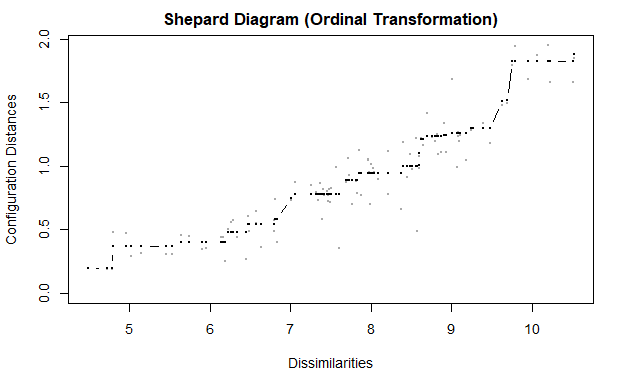 Shepard Diagram (Ordinal Transformation)
Configuration Distances
2.0
1.5
1.0
0.5
0.0
5 6 7 8 9 10
Dissimilarities